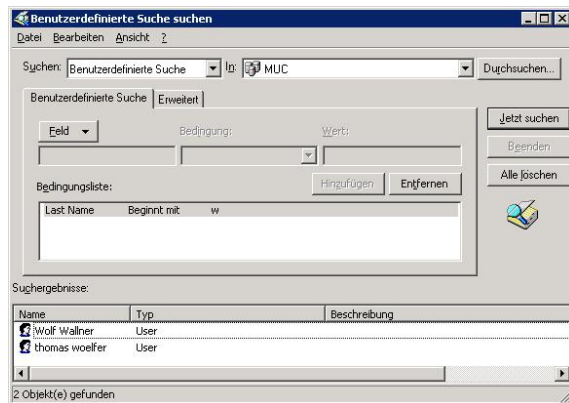 Benutzerdefinierte Suche suchen
Datei Bearbeiten Ansicht ?
Suchen: Benutzerdefinierte Suche In: MUC Durchsuchen...
Benutzerdefinierte Suche Erweitert
Jetzt suchen
Feld Bedingung: Wert:
Beenden
Alle löschen
Hinzufügen Entfernen
Bedingungsliste:
Last Name Beginnt mit w
Suchergebnisse:
Name Typ Beschreibung
Wolf Wallner User
thomas woelfer User
2 Objekt(e) gefunden